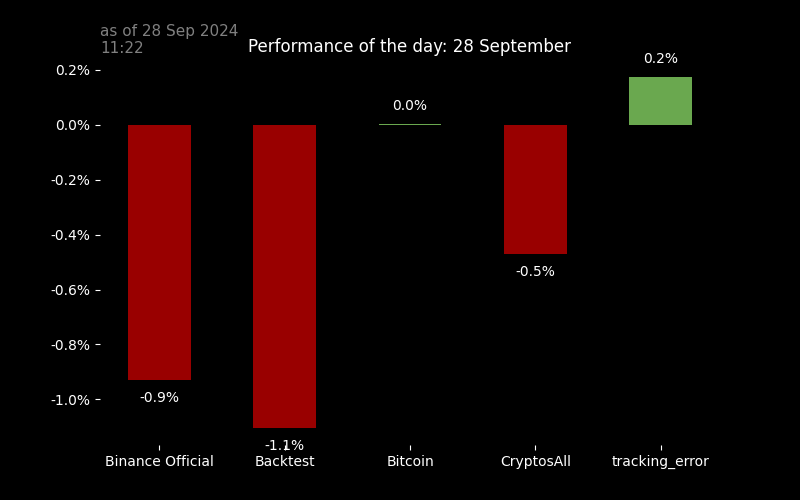 as of 28 Sep 2024
11:22
Performance of the day: 28 September
0.2%
0.0%
-0.2%
-0.4%
-0.6%
-0.8%
-1.0%
-0.9%
-1.1%
0.0%
-0.5%
0.2%
Binance Official
Backtest
Bitcoin
CryptosAll
tracking_error